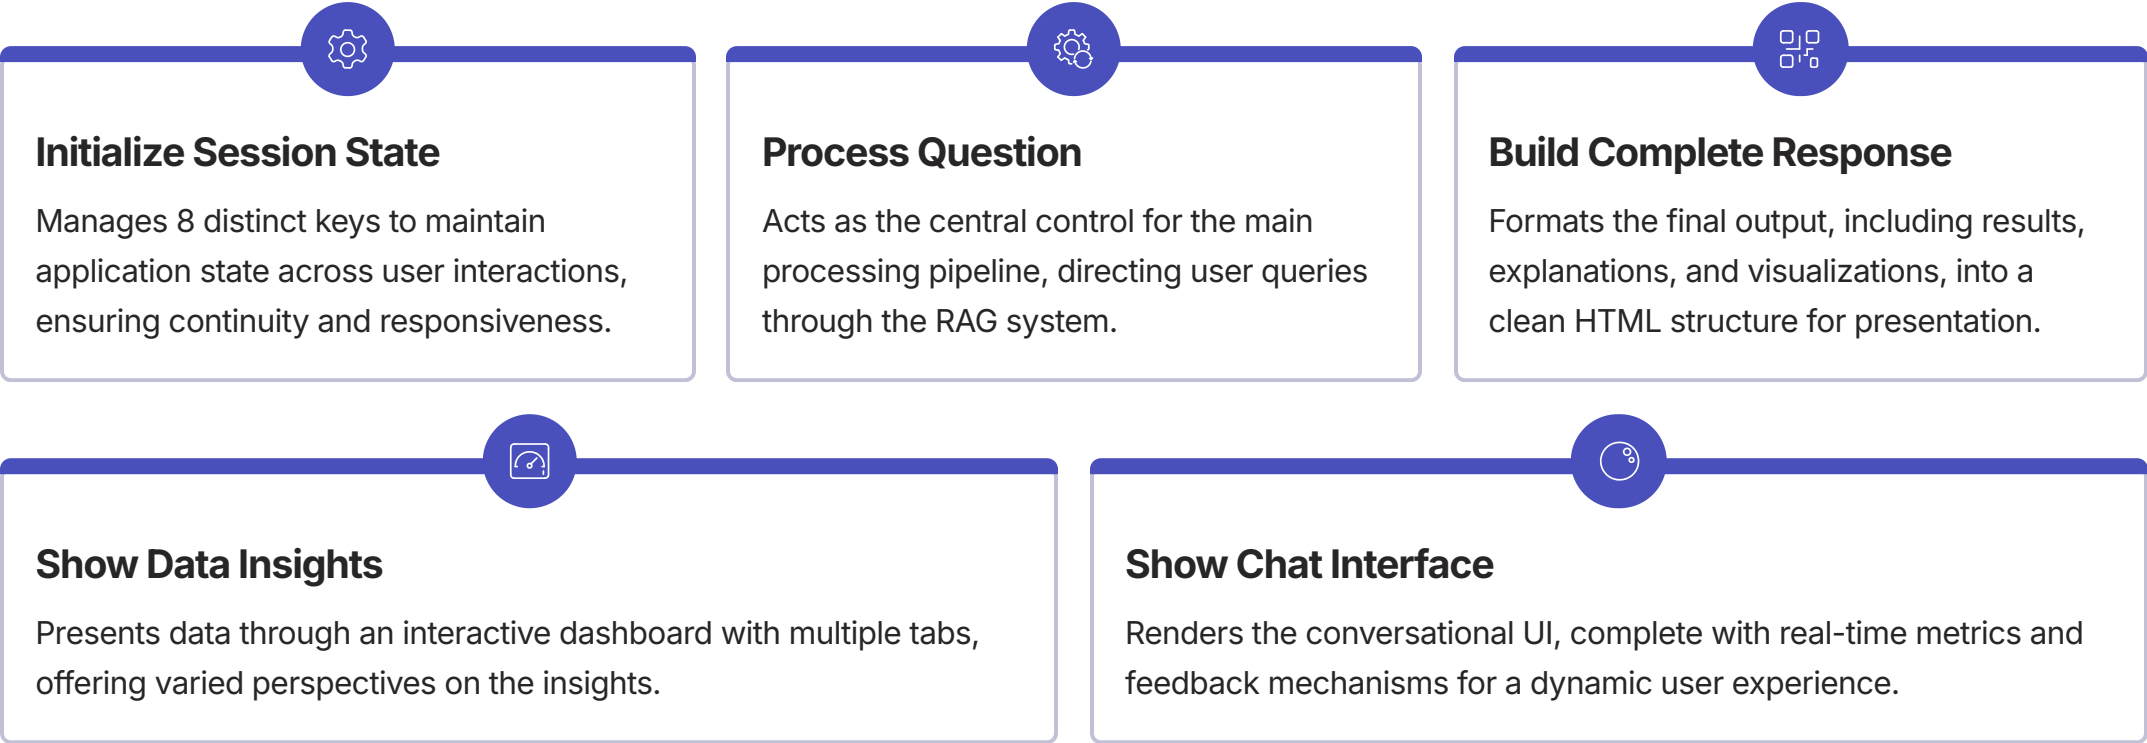 Initialize Session State
Manages 8 distinct keys to maintain
application state across user interactions,
ensuring continuity and responsiveness.
Process Question
Acts as the central control for the main
processing pipeline, directing user queries
through the RAG system.
Build Complete Response
Formats the final output, including results,
explanations, and visualizations, into a
clean HTML structure for presentation.
Show Data Insights
Presents data through an interactive dashboard with multiple tabs,
offering varied perspectives on the insights.
Show Chat Interface
Renders the conversational UI, complete with real-time metrics and
feedback mechanisms for a dynamic user experience.